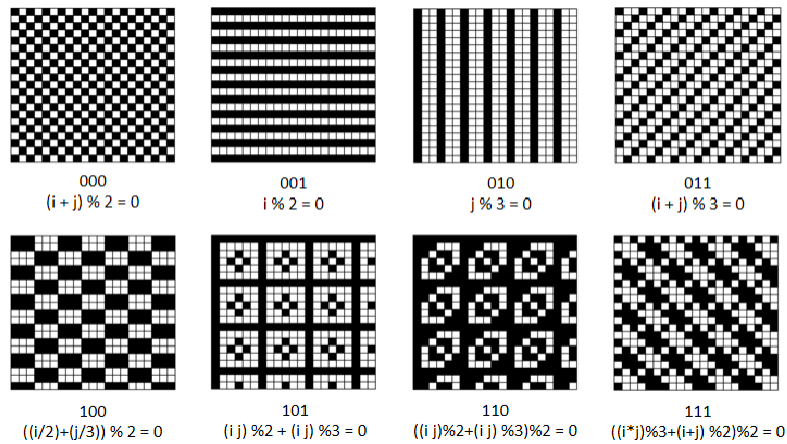 000
(i + j) % 2 = 0
001
i % 2 = 0
010
j % 3 = 0
011
(i + j) % 3 = 0
100
((i/2)+(j/3)) % 2 = 0
101
(i j) %2 + (i j) %3 = 0
110
((i j)%2+(i j) %3)%2 = 0
111
((i*j)%3+(i+j) %2)%2 = 0